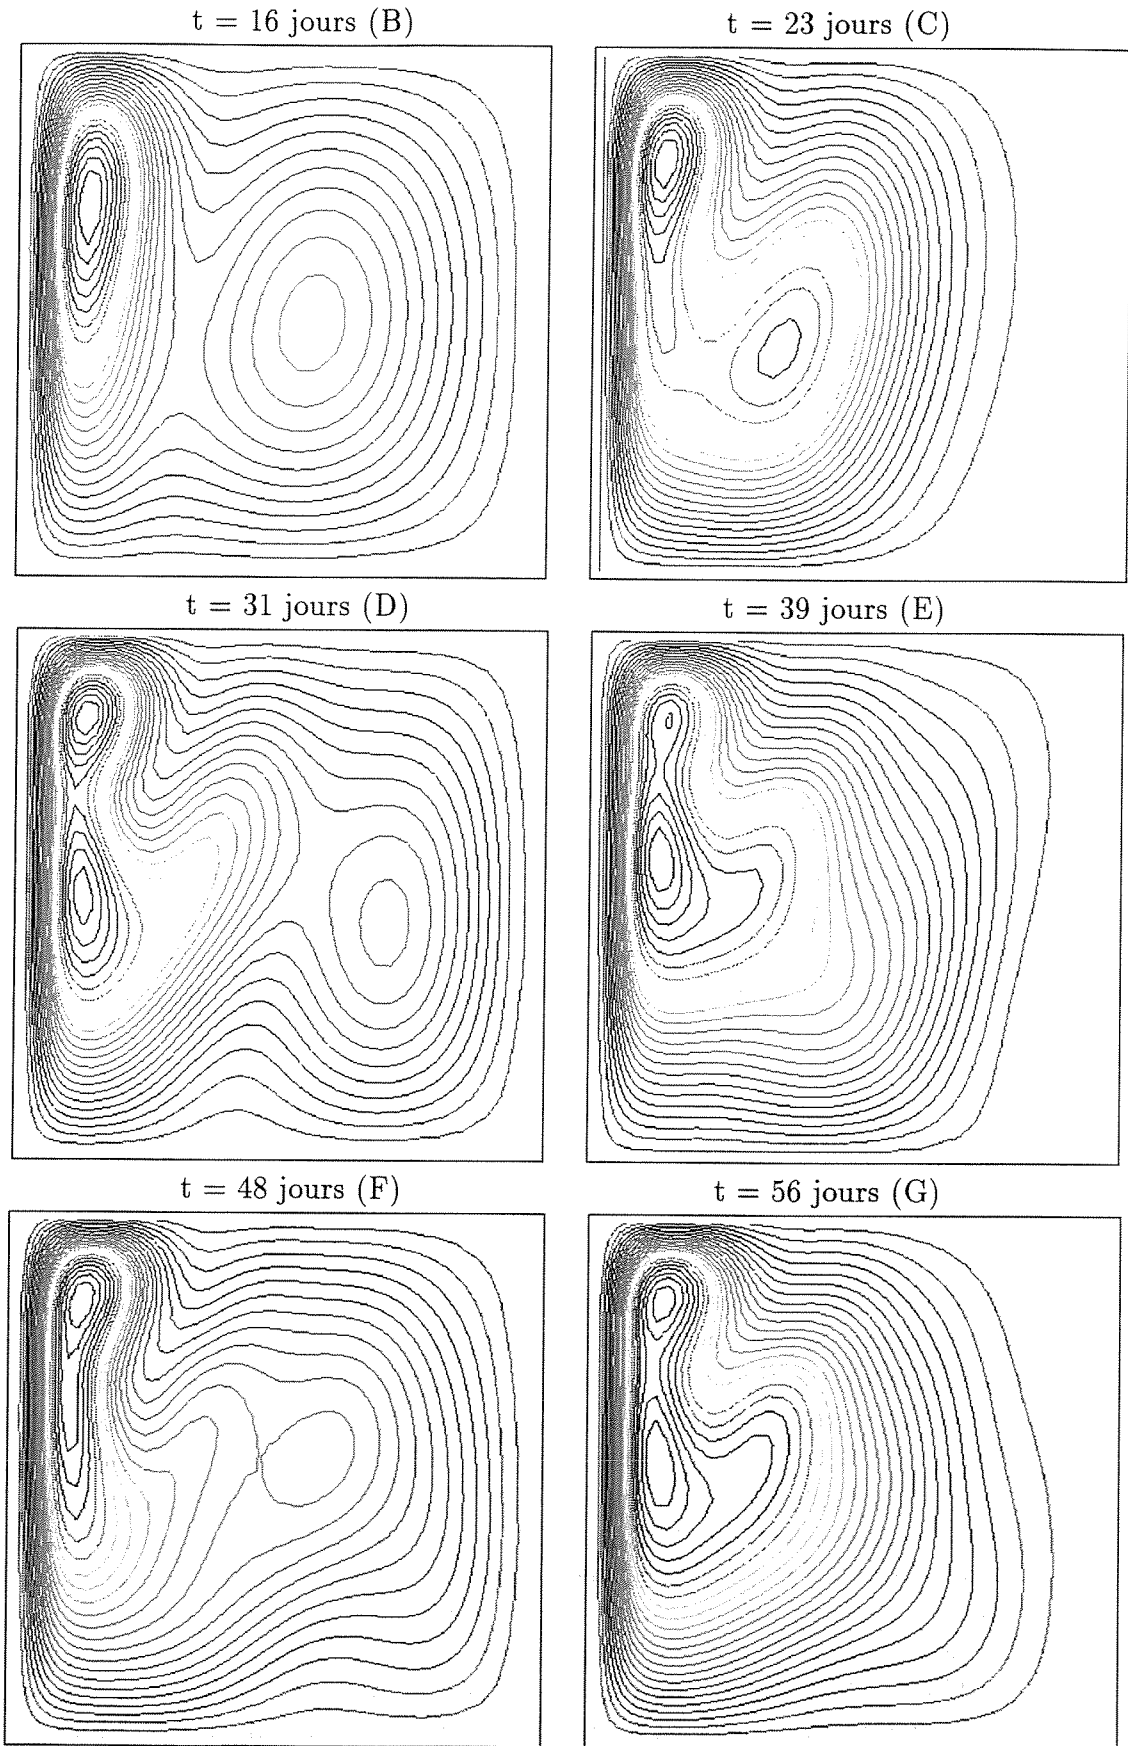 t = 16 jours (B)
t = 23 jours (C)
t = 31 jours (D)
t = 39 jours (E)
t = 48 jours (F)
t = 56 jours (G)